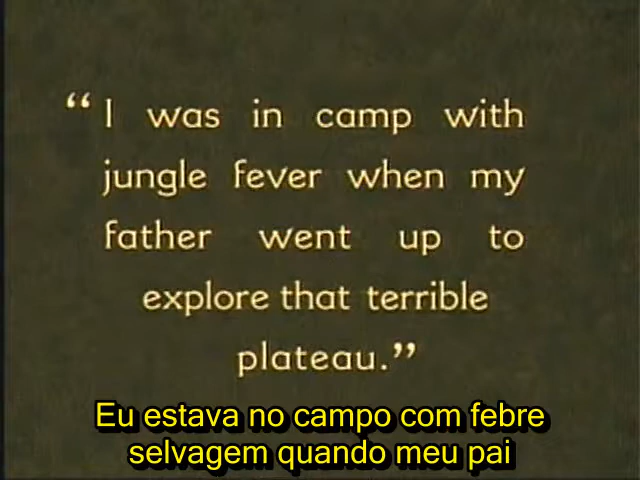 “I was in camp with
jungle fever when my
father went up to
explore that terrible
plateau.”
Eu estava no campo com febre
selvagem quando meu pai